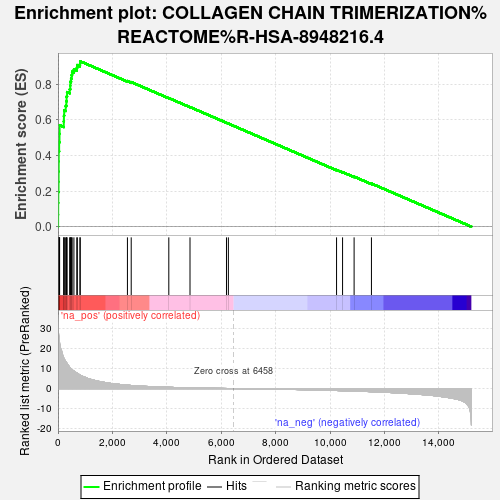 Enrichment plot: COLLAGEN CHAIN TRIMERIZATION%
REACTOME%R-HSA-8948216.4
Enrichment score (ES)
0.8
0.6
0.4
0.2
0.0
'na_pos' (positively correlated)
Ranked list metric (PreRanked)
30
20
10
0
-10
-20
Zero cross at 6458
'na_neg' (negatively correlated)
0
2,000
4,000
6,000
8,000
10,000
12,000
14,000
Rank in Ordered Dataset
Enrichment profile
Hits
Ranking metric scores